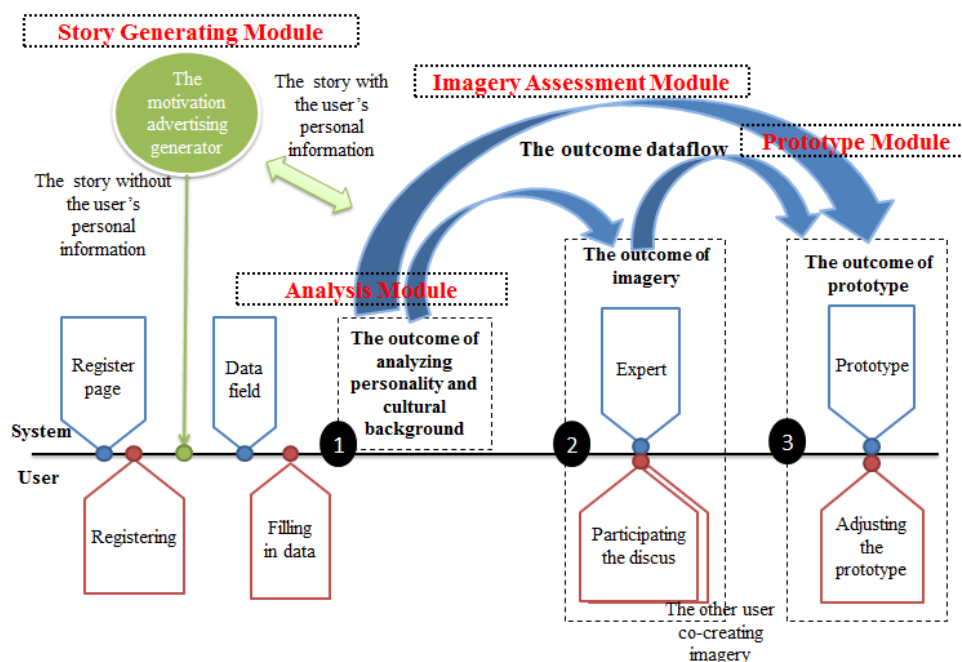 Story Generating Module
The
motivation
advertising
generator
The story with
the user's
personal
information
Imagery Assessment Module
The outcome dataflow
Prototype Module
The story without
the user's
personal
information
Analysis Module
The outcome of
analyzing
personality and
cultural
background
The outcome of
imagery
The outcome of
prototype
Register
page
Data
field
Expert
Prototype
System
1
2
3
User
Registering
Filling
in data
Participating
the discus
Adjusting
the
prototype
The other user
co-creating
imagery